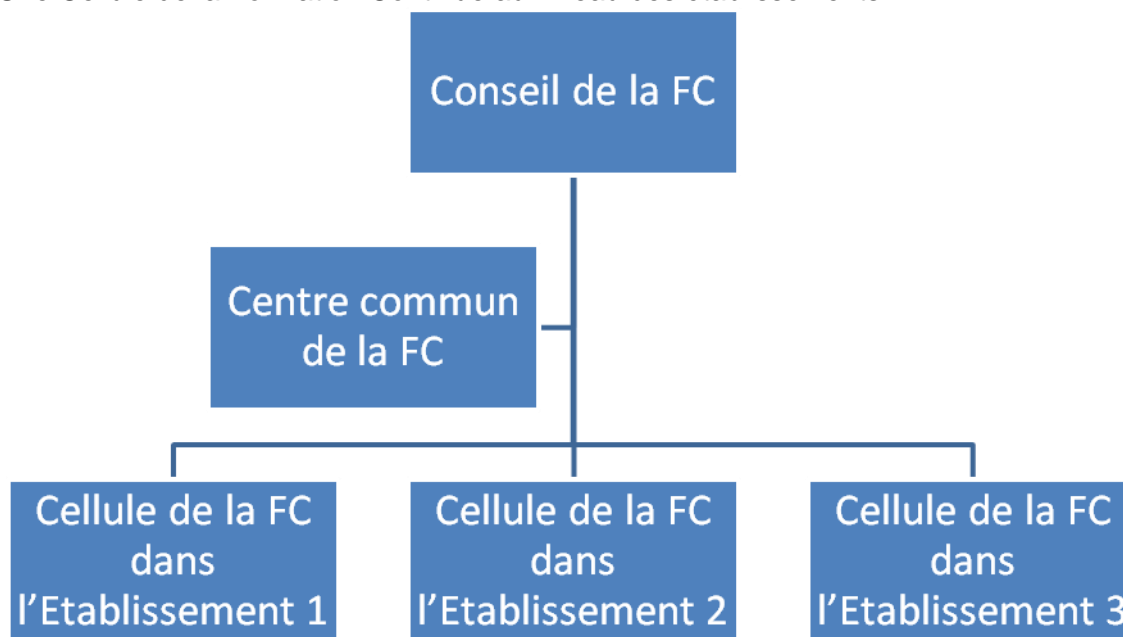 Conseil de la FC
Centre commun
de la FC
Cellule de la FC
dans
l’Etablissement 1
Cellule de la FC
dans
l’Etablissement 2
Cellule de la FC
dans
l’Etablissement 3